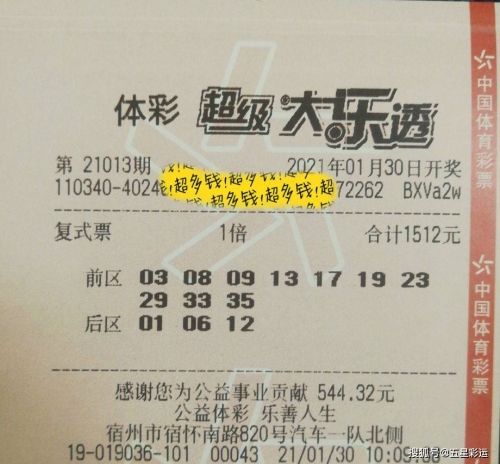 体彩 超级大乐透
第 21013期 2021年01月30日开奖
110340-4024 72262 BXVa2w
超多钱!超多钱!超
超多钱!超多钱!超
复式票 1倍 合计1512元
前区 03 08 09 13 17 19 23
29 33 35
后区 01 06 12
感谢您为公益事业贡献 544.32元
公益体彩 乐善人生
宿州市宿怀南路820号汽车一队北侧
19-019036-101 00043 21/01/30 10:09
中国体育彩票
中国体育彩票
搜狐号@五星彩运